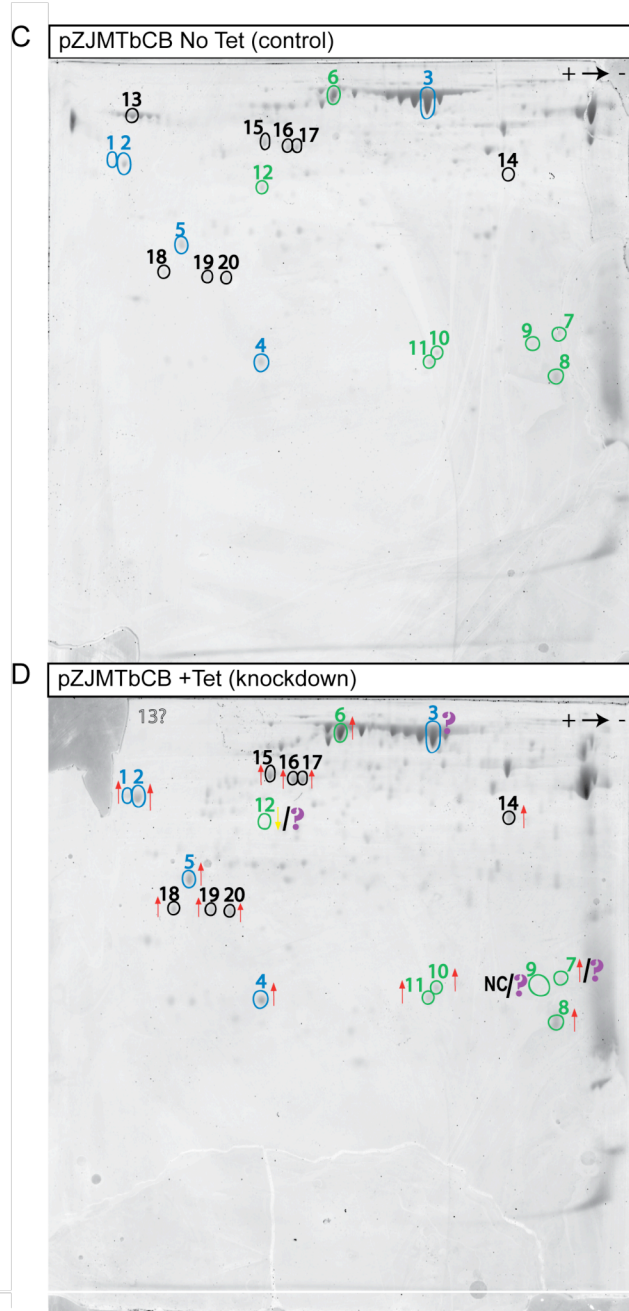 C pZJMTbCB No Tet (control)
+ → -
6 3
13
15 16 17
1 2
14
12
5
18 19 20
4
11 10 9 7
8
D pZJMTbCB +Tet (knockdown)
13? + → -
6 ↑ 3 ?
15 16 17
↑ ↑ ↑
↑ 1 2 ↑
12 ↓/? 14 ↑
5 ↑
↑ 18 ↑ 19 20 ↑
4 ↑ ↑ 11 10 ↑ NC/? 9 7 ↑/?
8 ↑